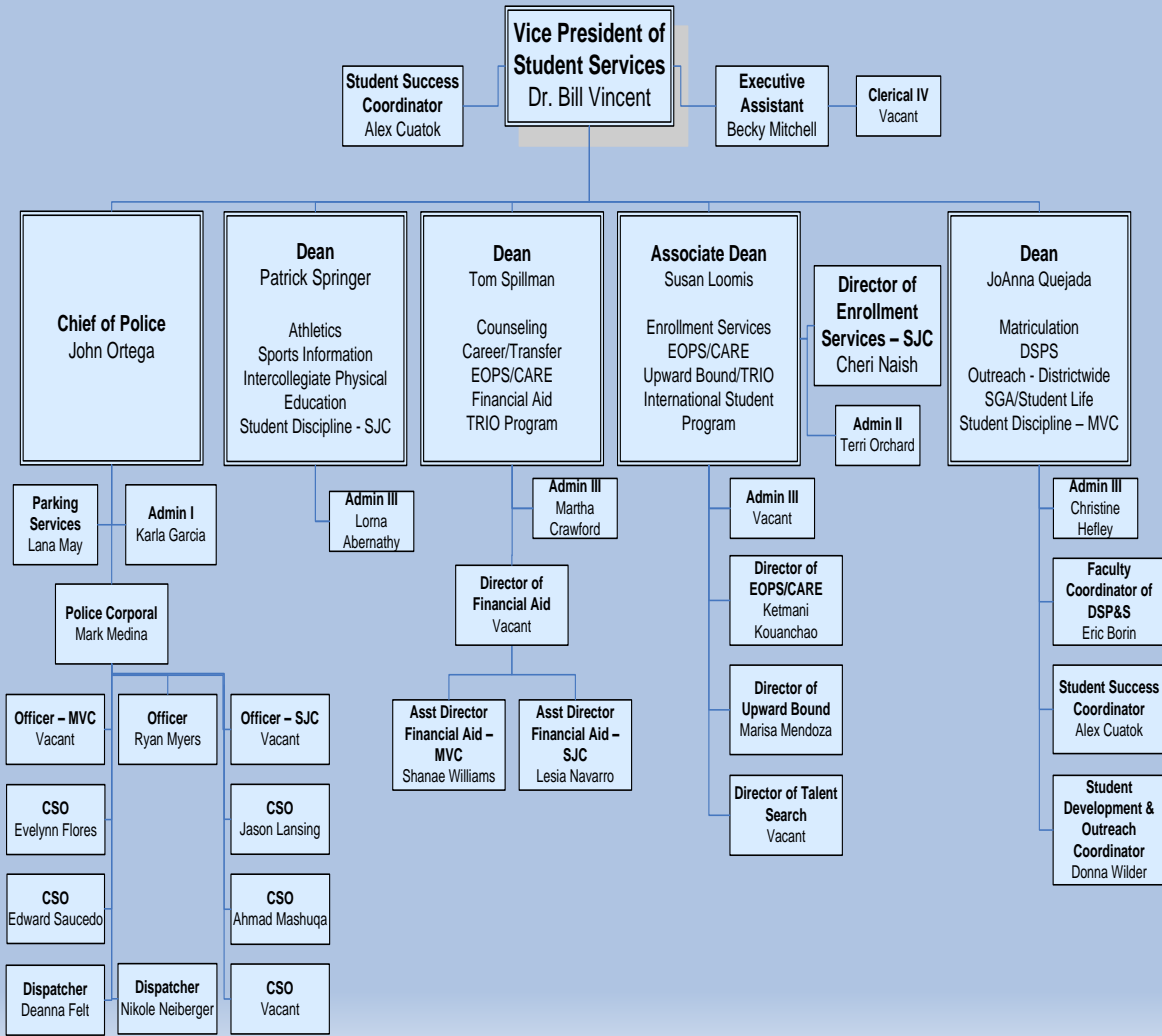 Vice President of
Student Services
Dr. Bill Vincent
Student Success
Coordinator
Alex Cuatok
Executive
Assistant
Becky Mitchell
Clerical IV
Vacant
Chief of Police
John Ortega
Dean
Patrick Springer
Athletics
Sports Information
Intercollegiate Physical
Education
Student Discipline - SJC
Dean
Tom Spillman
Counseling
Career/Transfer
EOPS/CARE
Financial Aid
TRIO Program
Associate Dean
Susan Loomis
Enrollment Services
EOPS/CARE
Upward Bound/TRIO
International Student
Program
Director of
Enrollment
Services – SJC
Cheri Naish
Admin II
Terri Orchard
Dean
JoAnna Quejada
Matriculation
DSPS
Outreach - Districtwide
SGA/Student Life
Student Discipline – MVC
Parking
Services
Lana May
Admin I
Karla Garcia
Police Corporal
Mark Medina
Officer – MVC
Vacant
Officer
Ryan Myers
Officer – SJC
Vacant
CSO
Evelynn Flores
CSO
Jason Lansing
CSO
Edward Saucedo
CSO
Ahmad Mashuqa
Dispatcher
Deanna Felt
Dispatcher
Nikole Neiberger
CSO
Vacant
Admin III
Lorna
Abernathy
Admin III
Martha
Crawford
Director of
Financial Aid
Vacant
Asst Director
Financial Aid –
MVC
Shanae Williams
Asst Director
Financial Aid –
SJC
Lesia Navarro
Admin III
Vacant
Director of
EOPS/CARE
Ketmani
Kouanchao
Director of
Upward Bound
Marisa Mendoza
Director of Talent
Search
Vacant
Admin III
Christine
Hefley
Faculty
Coordinator of
DSP&S
Eric Borin
Student Success
Coordinator
Alex Cuatok
Student
Development &
Outreach
Coordinator
Donna Wilder